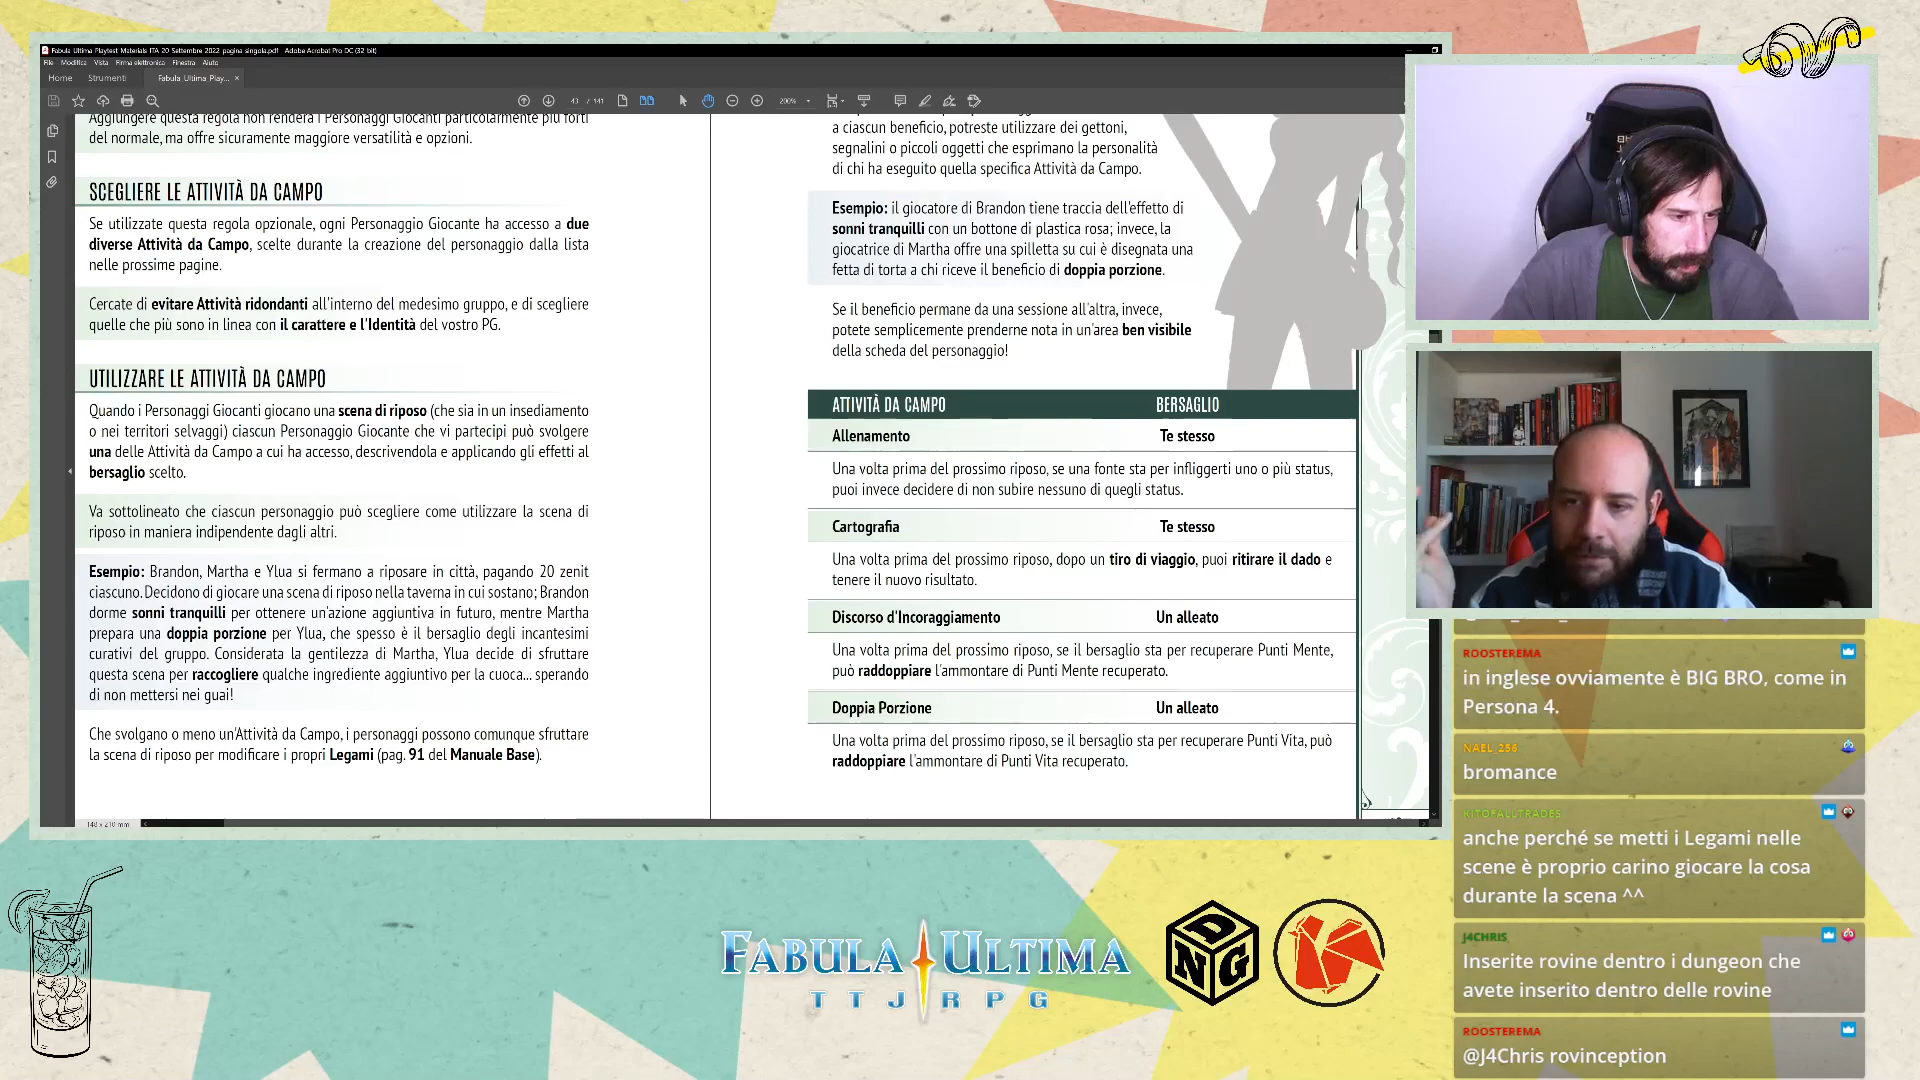 Fabula Ultima Playtest Materials ITA 20 Settembre 2022 pagina singola.pdf - Adobe Acrobat Pro DC (32 bit)
File Modifica Vista Firma elettronica Finestra Aiuto
Home Strumenti Fabula_Ultima_Play... ×
43 / 141 200%
Aggiungere questa regola non renderà i Personaggi Giocanti particolarmente più forti
del normale, ma offre sicuramente maggiore versatilità e opzioni.
SCEGLIERE LE ATTIVITÀ DA CAMPO
Se utilizzate questa regola opzionale, ogni Personaggio Giocante ha accesso a due
diverse Attività da Campo, scelte durante la creazione del personaggio dalla lista
nelle prossime pagine.
Cercate di evitare Attività ridondanti all'interno del medesimo gruppo, e di scegliere
quelle che più sono in linea con il carattere e l'Identità del vostro PG.
UTILIZZARE LE ATTIVITÀ DA CAMPO
Quando i Personaggi Giocanti giocano una scena di riposo (che sia in un insediamento
o nei territori selvaggi) ciascun Personaggio Giocante che vi partecipi può svolgere
una delle Attività da Campo a cui ha accesso, descrivendola e applicando gli effetti al
bersaglio scelto.
Va sottolineato che ciascun personaggio può scegliere come utilizzare la scena di
riposo in maniera indipendente dagli altri.
Esempio: Brandon, Martha e Ylua si fermano a riposare in città, pagando 20 zenit
ciascuno. Decidono di giocare una scena di riposo nella taverna in cui sostano; Brandon
dorme sonni tranquilli per ottenere un'azione aggiuntiva in futuro, mentre Martha
prepara una doppia porzione per Ylua, che spesso è il bersaglio degli incantesimi
curativi del gruppo. Considerata la gentilezza di Martha, Ylua decide di sfruttare
questa scena per raccogliere qualche ingrediente aggiuntivo per la cuoca... sperando
di non mettersi nei guai!
Che svolgano o meno un'Attività da Campo, i personaggi possono comunque sfruttare
la scena di riposo per modificare i propri Legami (pag. 91 del Manuale Base).
148 x 210 mm
a ciascun beneficio, potreste utilizzare dei gettoni,
segnalini o piccoli oggetti che esprimano la personalità
di chi ha eseguito quella specifica Attività da Campo.
Esempio: il giocatore di Brandon tiene traccia dell'effetto di
sonni tranquilli con un bottone di plastica rosa; invece, la
giocatrice di Martha offre una spilletta su cui è disegnata una
fetta di torta a chi riceve il beneficio di doppia porzione.
Se il beneficio permane da una sessione all'altra, invece,
potete semplicemente prenderne nota in un'area ben visibile
della scheda del personaggio!
ATTIVITÀ DA CAMPO BERSAGLIO
Allenamento Te stesso
Una volta prima del prossimo riposo, se una fonte sta per infliggerti uno o più status,
puoi invece decidere di non subire nessuno di quegli status.
Cartografia Te stesso
Una volta prima del prossimo riposo, dopo un tiro di viaggio, puoi ritirare il dado e
tenere il nuovo risultato.
Discorso d'Incoraggiamento Un alleato
Una volta prima del prossimo riposo, se il bersaglio sta per recuperare Punti Mente,
può raddoppiare l'ammontare di Punti Mente recuperato.
Doppia Porzione Un alleato
Una volta prima del prossimo riposo, se il bersaglio sta per recuperare Punti Vita, può
raddoppiare l'ammontare di Punti Vita recuperato.
ROOSTEREMA
in inglese ovviamente è BIG BRO, come in
Persona 4.
NAEL_256
bromance
KITOFALLTRADES
anche perché se metti i Legami nelle
scene è proprio carino giocare la cosa
durante la scena ^^
J4CHRIS
Inserite rovine dentro i dungeon che
avete inserito dentro delle rovine
ROOSTEREMA
@J4Chris rovinception
FABULA ULTIMA
TTJRPG
DNG